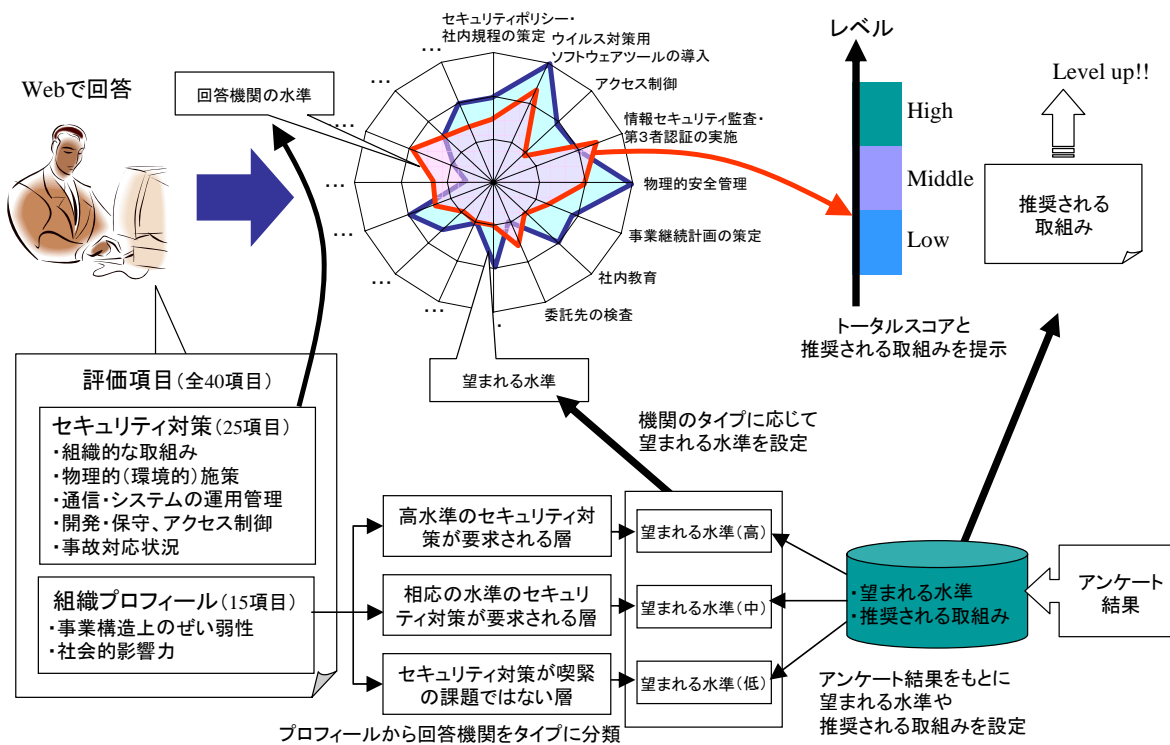 Webで回答
回答機関の水準
セキュリティポリシー・
社内規程の策定
ウイルス対策用
ソフトウェアツールの導入
アクセス制御
情報セキュリティ監査・
第3者認証の実施
物理的安全管理
事業継続計画の策定
社内教育
委託先の検査
.
…
…
…
…
…
…
…
…
望まれる水準
レベル
High
Middle
Low
Level up!!
推奨される
取組み
トータルスコアと
推奨される取組みを提示
評価項目(全40項目)
セキュリティ対策(25項目)
・組織的な取組み
・物理的(環境的)施策
・通信・システムの運用管理
・開発・保守、アクセス制御
・事故対応状況
組織プロフィール(15項目)
・事業構造上のぜい弱性
・社会的影響力
機関のタイプに応じて
望まれる水準を設定
高水準のセキュリティ対
策が要求される層
相応の水準のセキュリ
ティ対策が要求される層
セキュリティ対策が喫緊
の課題ではない層
望まれる水準(高)
望まれる水準(中)
望まれる水準(低)
・望まれる水準
・推奨される取組み
アンケート
結果
アンケート結果をもとに
望まれる水準や
推奨される取組みを設定
プロフィールから回答機関をタイプに分類